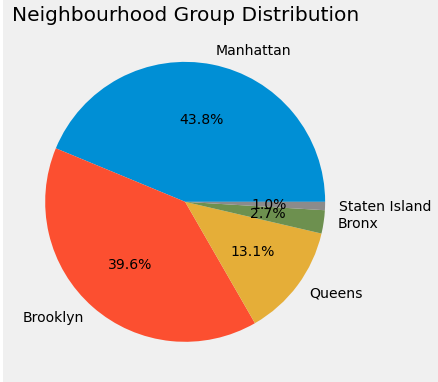 Neighbourhood Group Distribution
Manhattan
43.8%
1.0%
Staten Island
2.7%
Bronx
13.1%
39.6%
Queens
Brooklyn